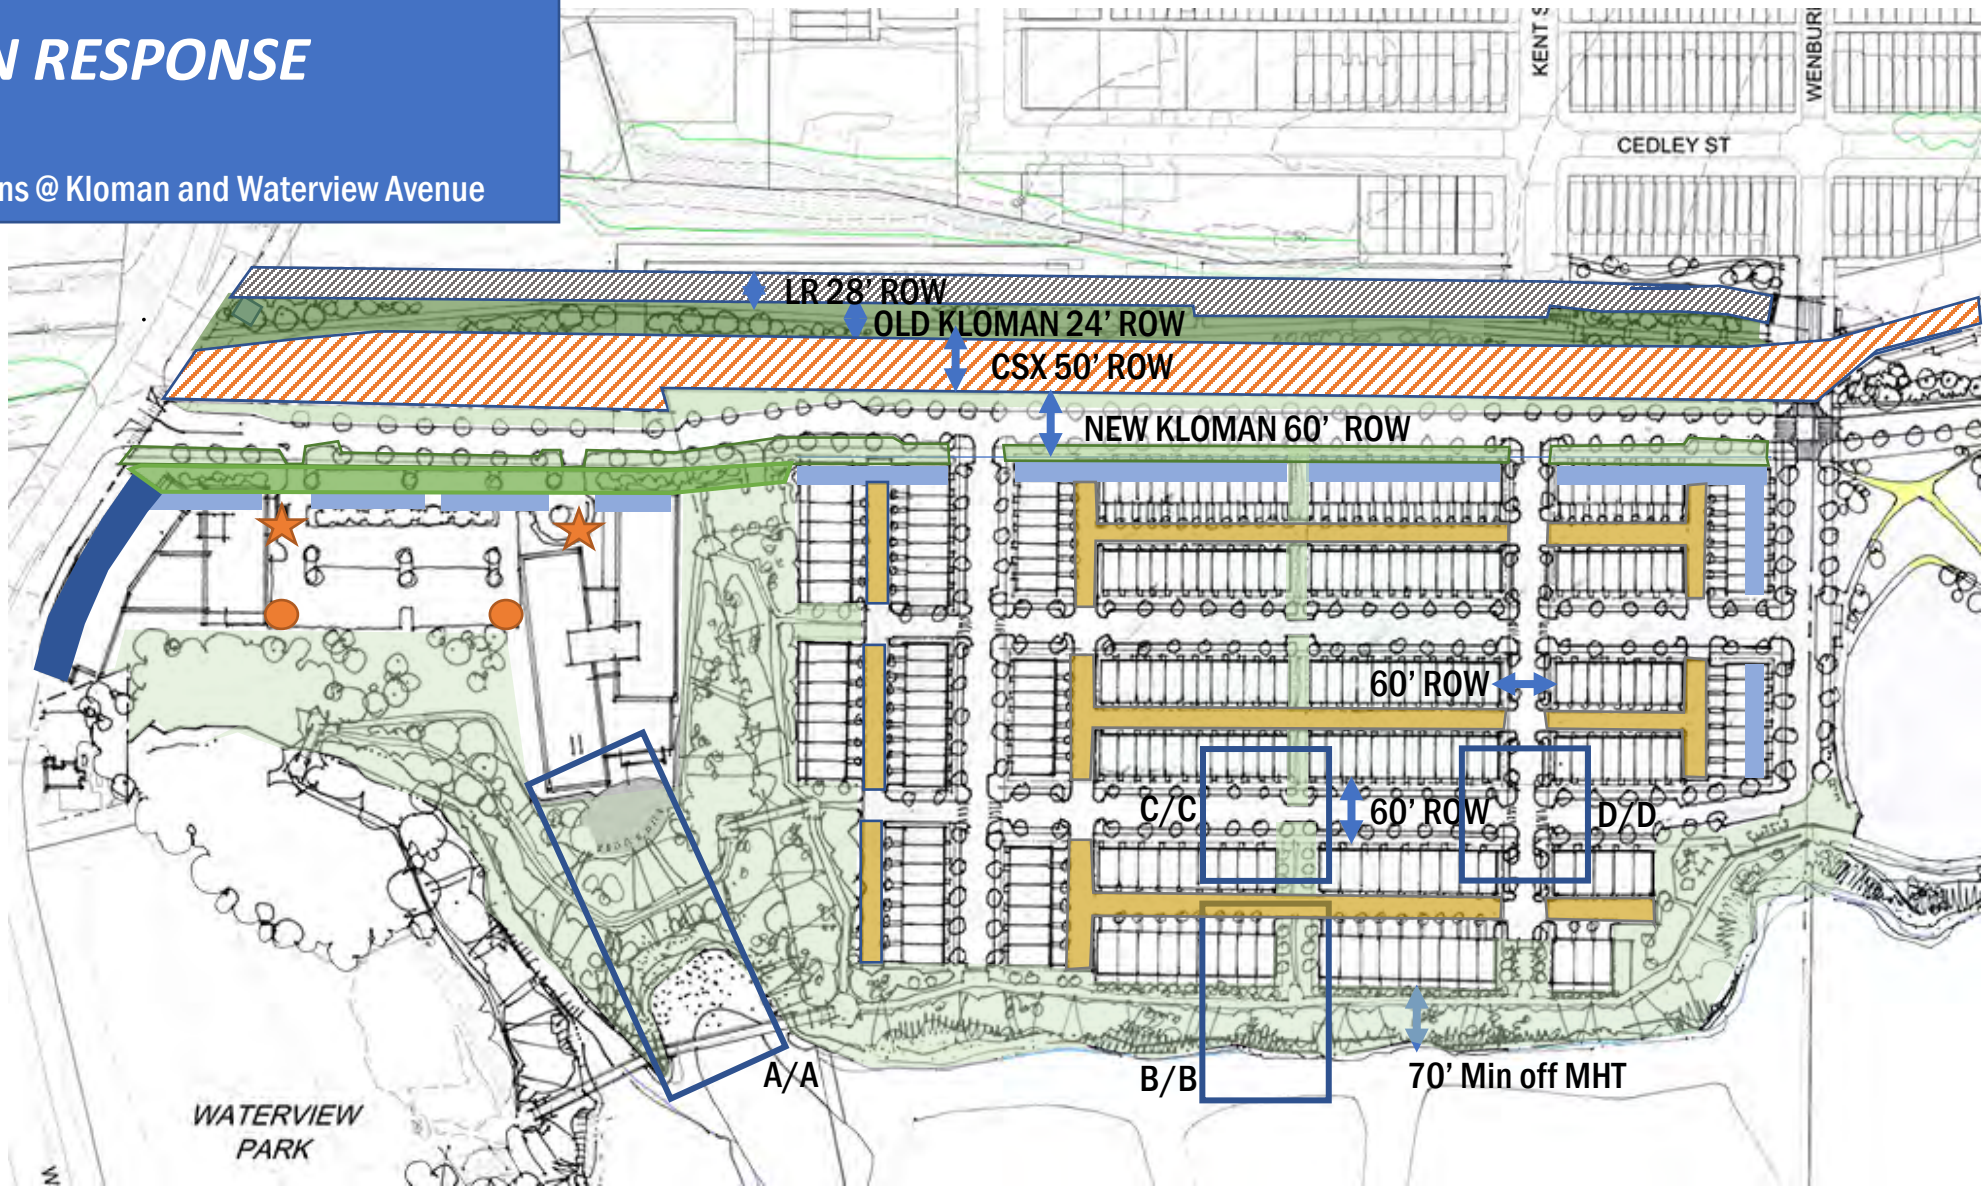 N RESPONSE
ns @ Kloman and Waterview Avenue
KENT S
WENBUR
CEDLEY ST
LR 28' ROW
OLD KLOMAN 24' ROW
CSX 50' ROW
NEW KLOMAN 60' ROW
60' ROW
C/C
60' ROW
D/D
A/A
B/B
70' Min off MHT
WATERVIEW
PARK
W